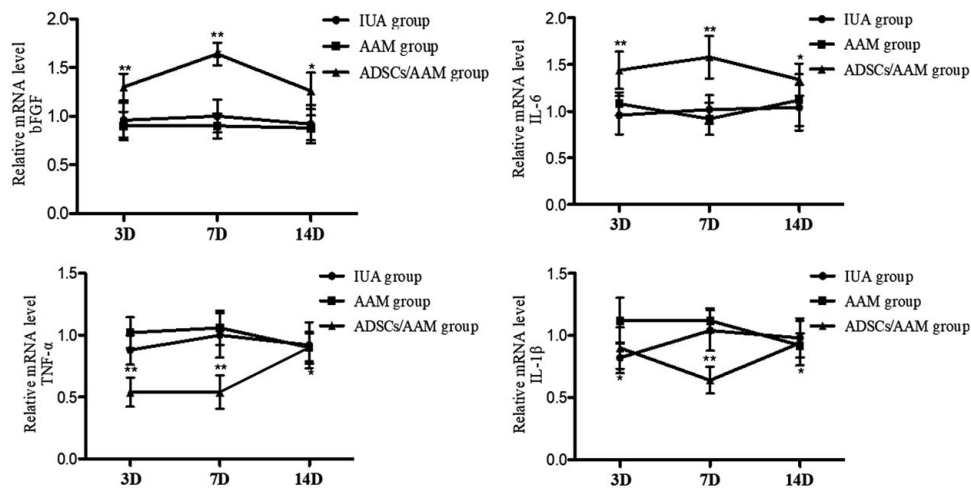 2.0
1.5
1.0
0.5
0.0
Relative mRNA level
bFGF
**
**
*
3D
7D
14D
IUA group
AAM group
ADSCs/AAM group
2.0
1.5
1.0
0.5
0.0
Relative mRNA level
IL-6
**
**
*
3D
7D
14D
IUA group
AAM group
ADSCs/AAM group
1.5
1.0
0.5
0.0
Relative mRNA level
TNF-α
**
**
*
3D
7D
14D
IUA group
AAM group
ADSCs/AAM group
1.5
1.0
0.5
0.0
Relative mRNA level
IL-1β
*
**
*
3D
7D
14D
IUA group
AAM group
ADSCs/AAM group